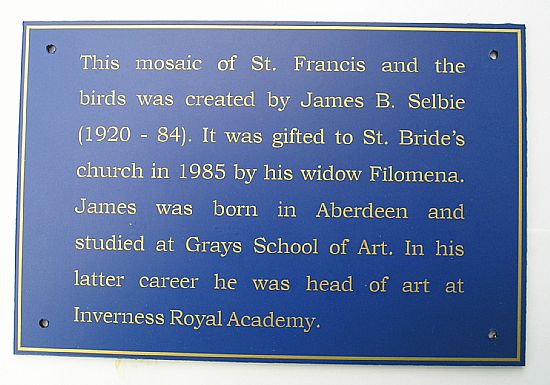 This mosaic of St. Francis and the
birds was created by James B. Selbie
(1920 - 84). It was gifted to St. Bride's
church in 1985 by his widow Filomena.
James was born in Aberdeen and
studied at Grays School of Art. In his
latter career he was head of art at
Inverness Royal Academy.